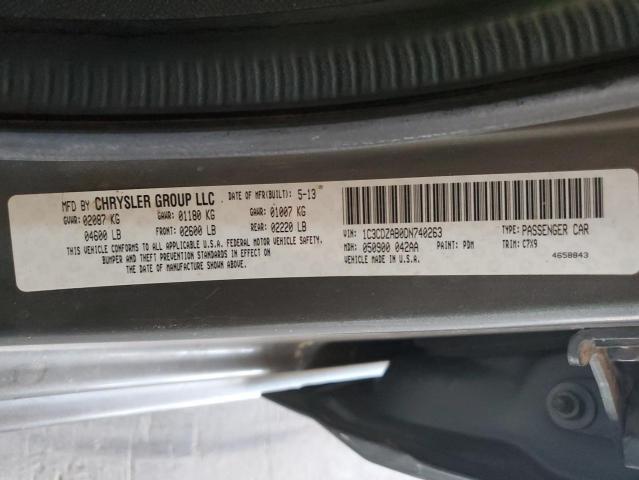 MFD BY CHRYSLER GROUP LLC DATE OF MFR(BUILT): 5-13
GVWR: 02087 KG GAWR: 01180 KG GAWR: 01007 KG
04600 LB FRONT: 02600 LB REAR: 02220 LB
THIS VEHICLE CONFORMS TO ALL APPLICABLE U.S.A. FEDERAL MOTOR VEHICLE SAFETY,
BUMPER AND THEFT PREVENTION STANDARDS IN EFFECT ON
THE DATE OF MANUFACTURE SHOWN ABOVE.
VIN: 1C3CDZAB0DN740263 TYPE: PASSENGER CAR
MDH: 050900 042AA PAINT: PDM TRIM: C7X9
VEHICLE MADE IN U.S.A. 4658843